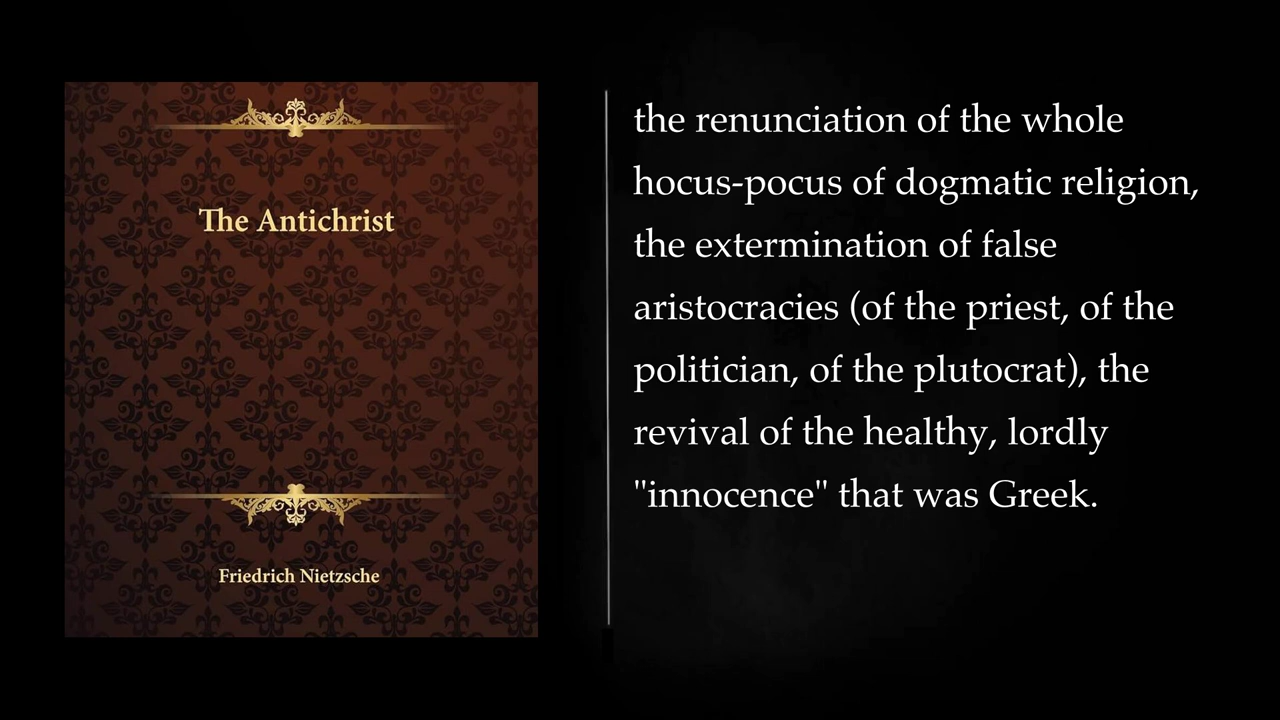 The Antichrist
Friedrich Nietzsche
the renunciation of the whole
hocus-pocus of dogmatic religion,
the extermination of false
aristocracies (of the priest, of the
politician, of the plutocrat), the
revival of the healthy, lordly
"innocence" that was Greek.